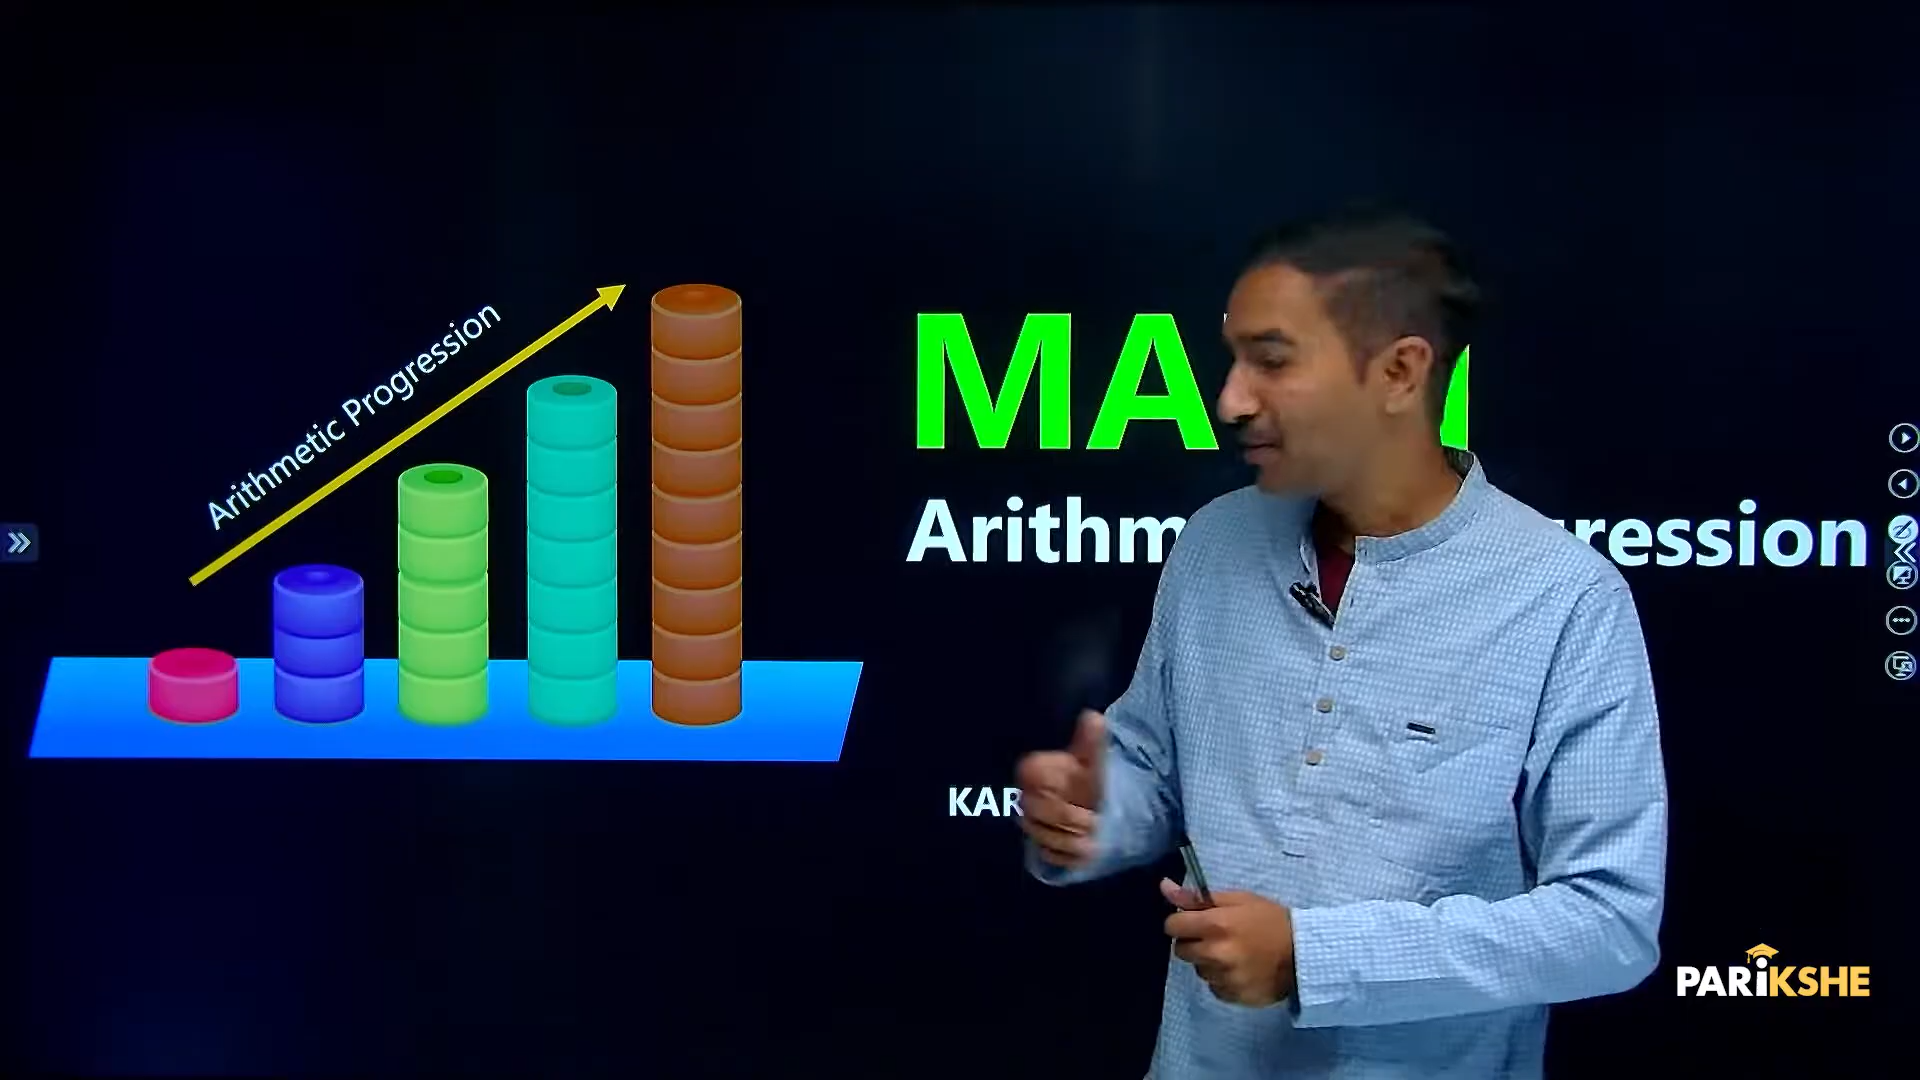 Arithmetic Progression
MA
Arithm ression
KAR
PARiKSHE